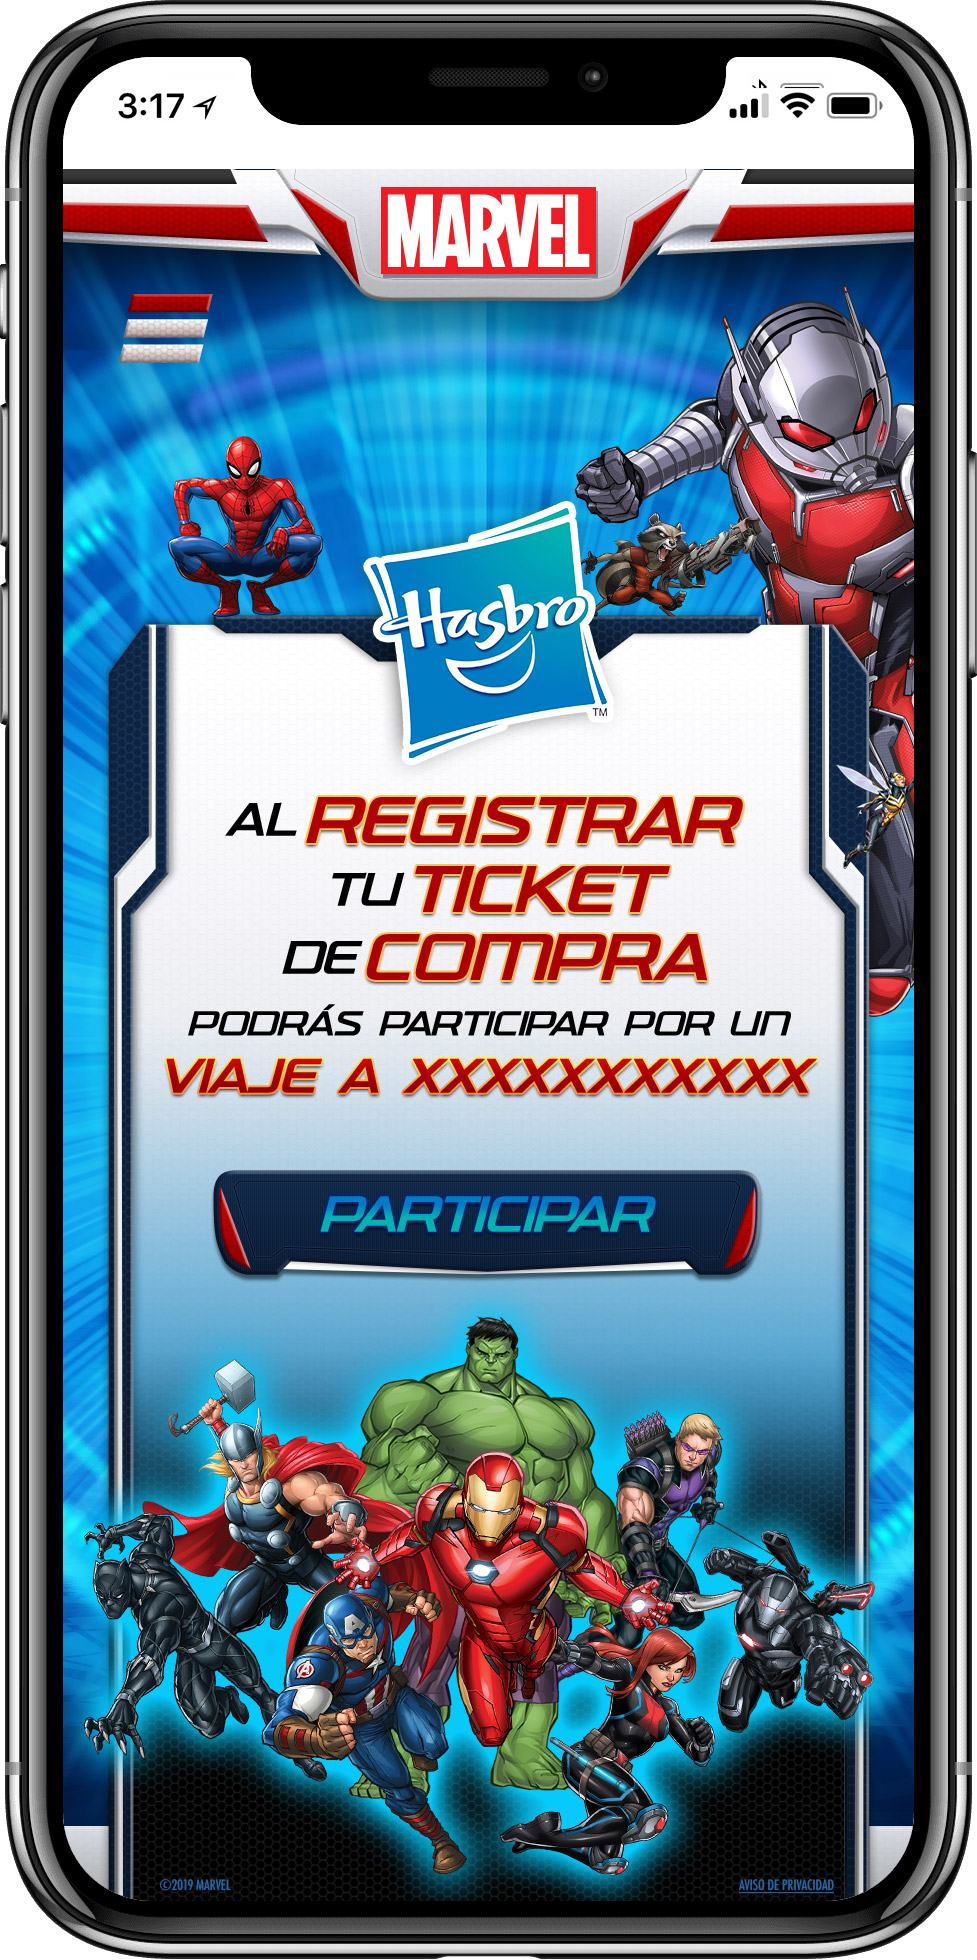 3:17
MARVEL
Hasbro
TM
AL REGISTRAR
TU TICKET
DE COMPRA
PODRÁS PARTICIPAR POR UN
VIAJE A XXXXXXXXXXX
PARTICIPAR
A
©2019 MARVEL
AVISO DE PRIVACIDAD